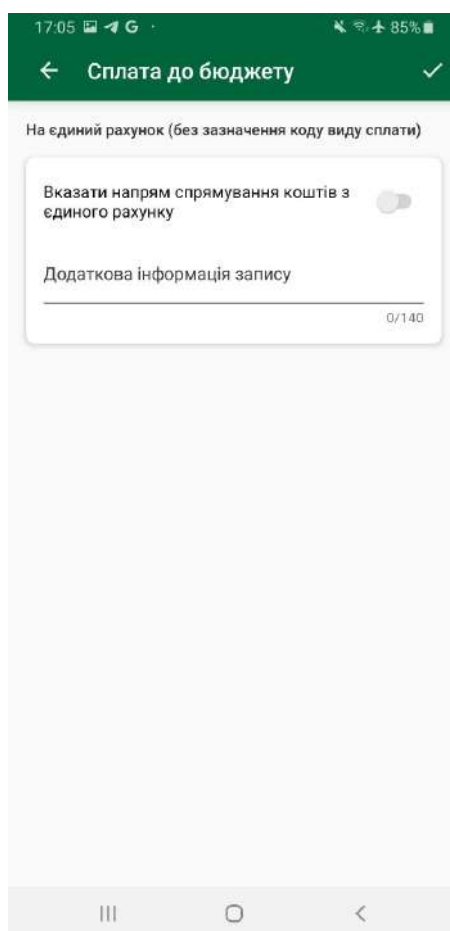 17:05 G 85%
Сплата до бюджету
На єдиний рахунок (без зазначення коду виду сплати)
Вказати напрям спрямування коштів з
єдиного рахунку
Додаткова інформація запису
0/140